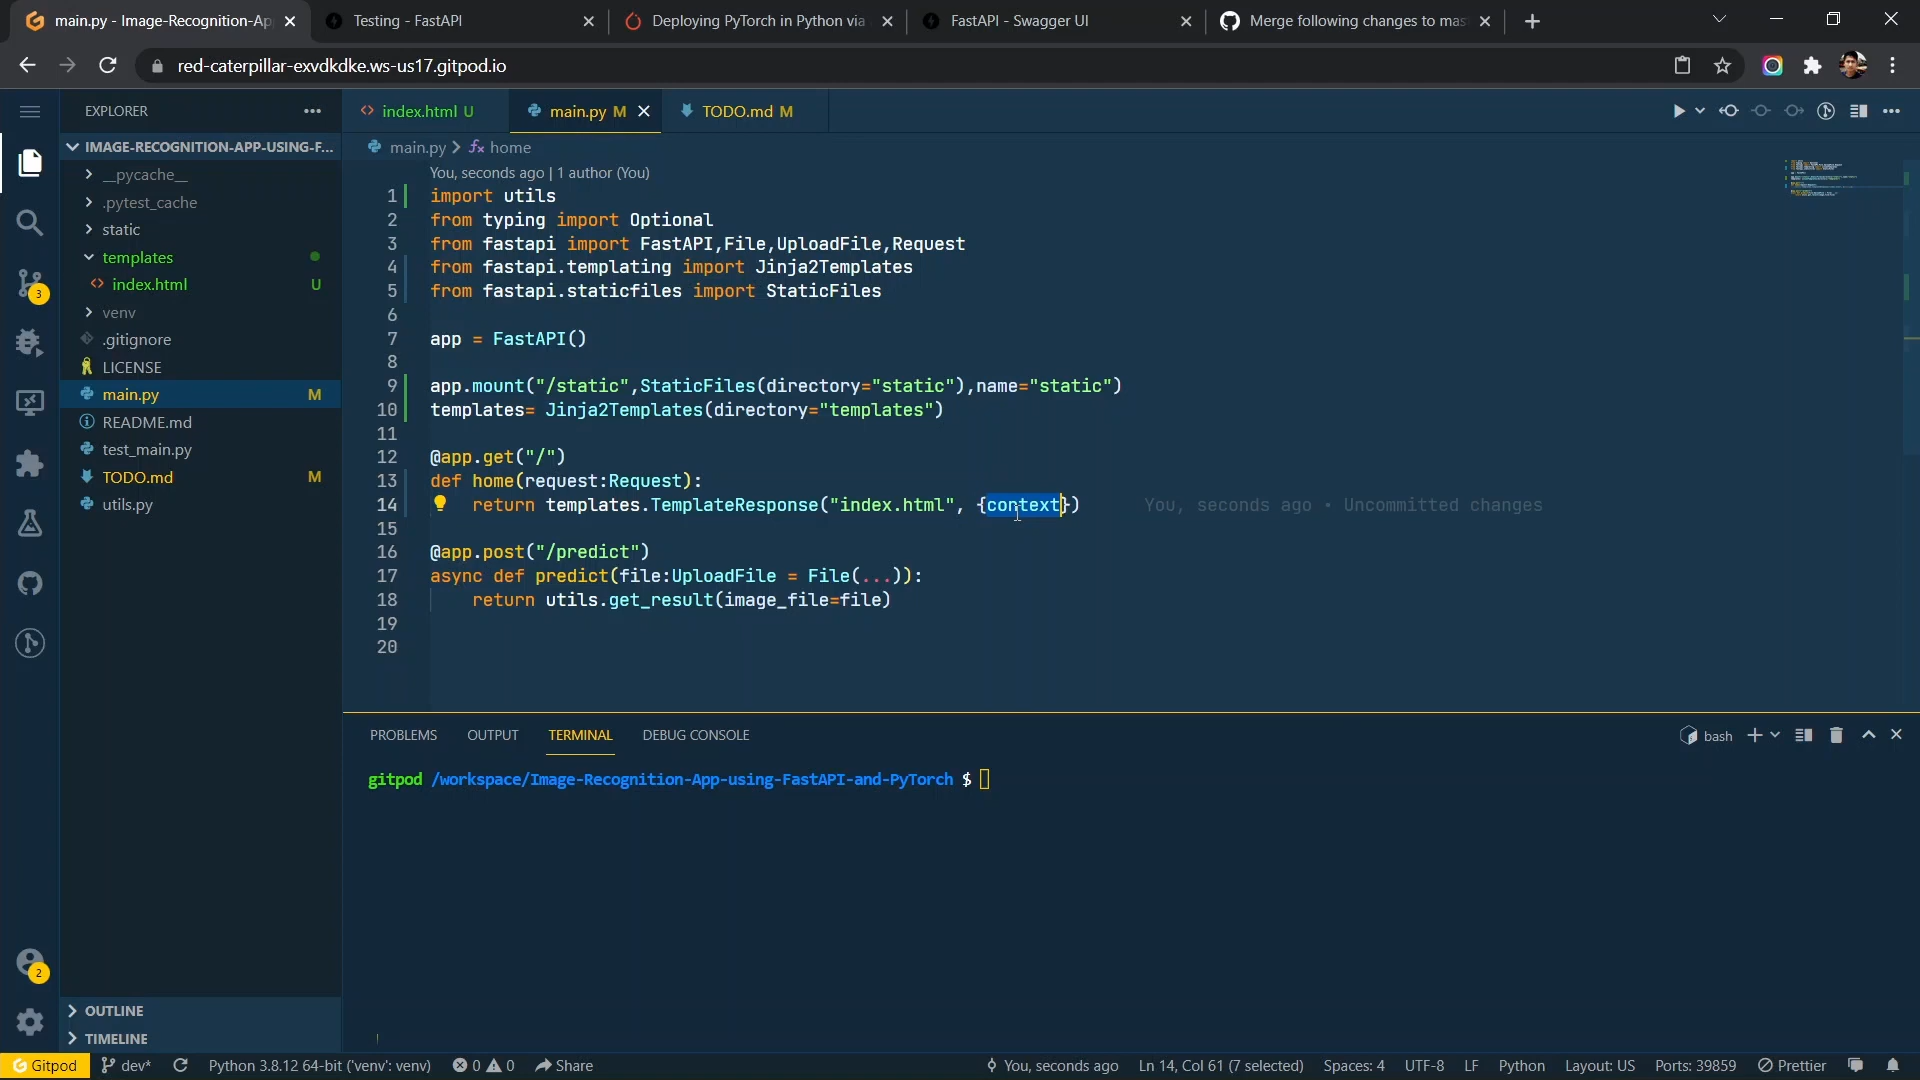 main.py - Image-Recognition-Ap
Testing - FastAPI
Deploying PyTorch in Python via
FastAPI - Swagger UI
Merge following changes to mas
red-caterpillar-exvdkdke.ws-us17.gitpod.io
EXPLORER
index.html U
main.py M
TODO.md M
IMAGE-RECOGNITION-APP-USING-F...
main.py > home
__pycache__
.pytest_cache
static
templates
index.html U
venv
.gitignore
LICENSE
main.py M
README.md
test_main.py
TODO.md M
utils.py
OUTLINE
TIMELINE
3
2
You, seconds ago | 1 author (You)
1 import utils
2 from typing import Optional
3 from fastapi import FastAPI,File,UploadFile,Request
4 from fastapi.templating import Jinja2Templates
5 from fastapi.staticfiles import StaticFiles
6
7 app = FastAPI()
8
9 app.mount("/static",StaticFiles(directory="static"),name="static")
10 templates= Jinja2Templates(directory="templates")
11
12 @app.get("/")
13 def home(request:Request):
14 return templates.TemplateResponse("index.html", {context}) You, seconds ago • Uncommitted changes
15
16 @app.post("/predict")
17 async def predict(file:UploadFile = File(...)):
18 return utils.get_result(image_file=file)
19
20
PROBLEMS OUTPUT TERMINAL DEBUG CONSOLE
bash
gitpod /workspace/Image-Recognition-App-using-FastAPI-and-PyTorch $
Gitpod dev* Python 3.8.12 64-bit ('venv': venv) 0 0 Share You, seconds ago Ln 14, Col 61 (7 selected) Spaces: 4 UTF-8 LF Python Layout: US Ports: 39859 Prettier